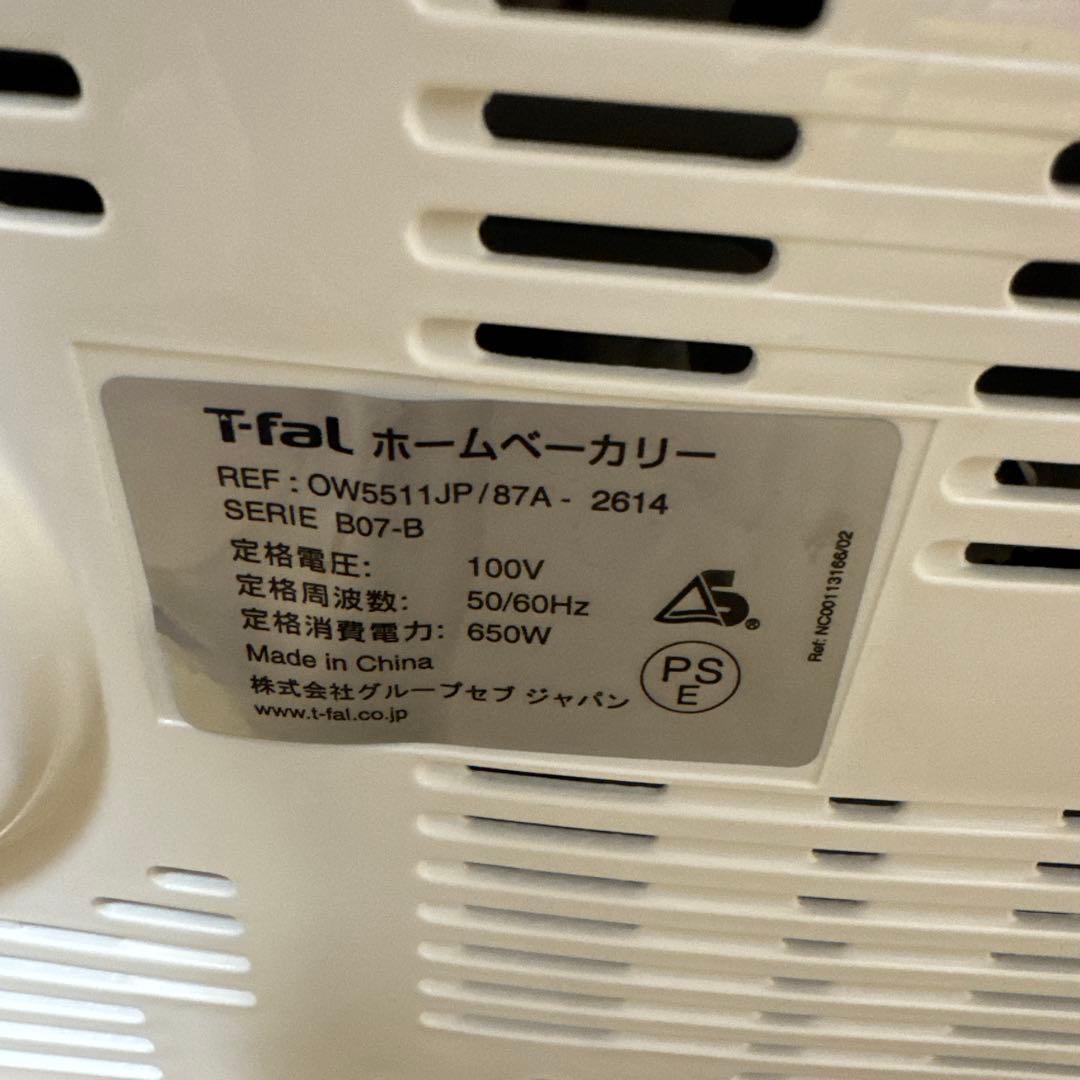 T-fal ホームベーカリー
REF : OW5511JP/87A - 2614
SERIE B07-B
定格電圧: 100V
定格周波数: 50/60Hz
定格消費電力: 650W
Made in China
株式会社グループセブ ジャパン
www.t-fal.co.jp
S®
PS
E
Ref: NC00113166/02